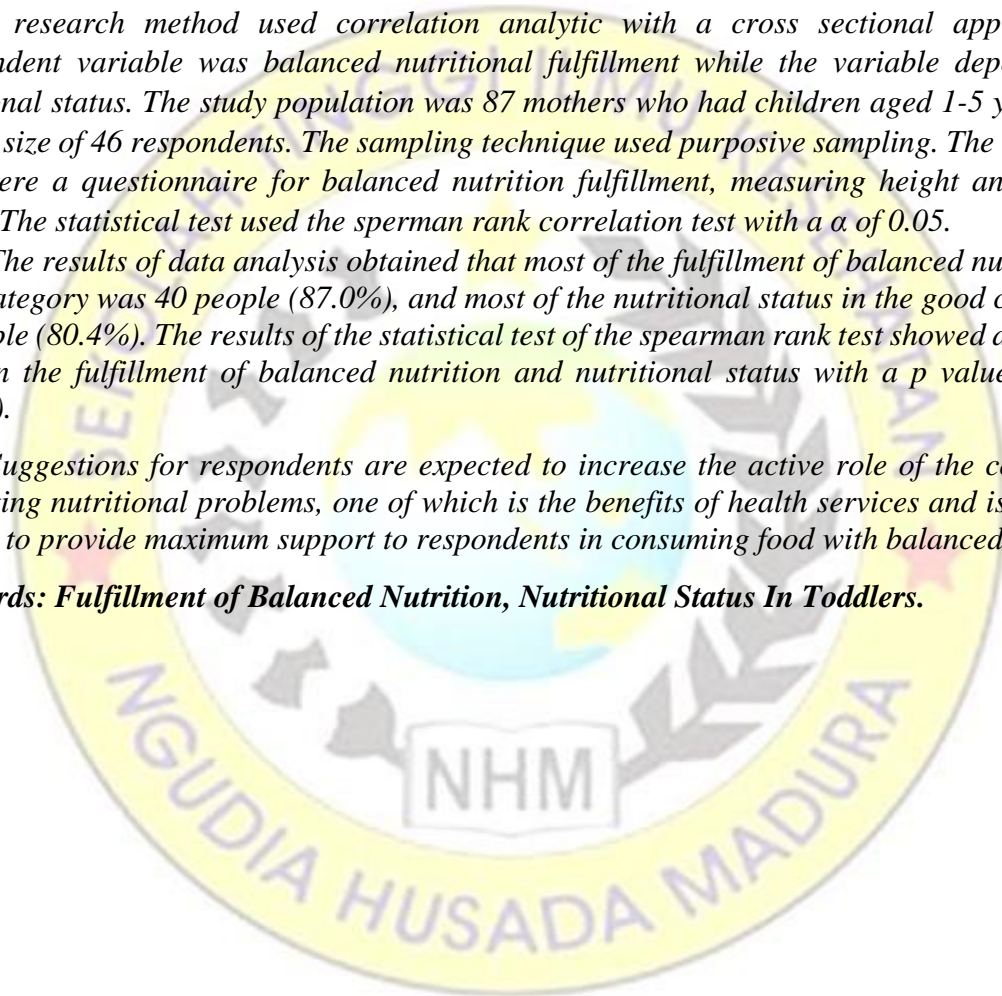 research method used correlation analytic with a cross sectional app
ndent variable was balanced nutritional fulfillment while the variable depe
onal status. The study population was 87 mothers who had children aged 1-5 y
size of 46 respondents. The sampling technique used purposive sampling. The
ere a questionnaire for balanced nutrition fulfillment, measuring height an
The statistical test used the sperman rank correlation test with a α of 0.05.
The results of data analysis obtained that most of the fulfillment of balanced nu
ategory was 40 people (87.0%), and most of the nutritional status in the good c
ple (80.4%). The results of the statistical test of the spearman rank test showed a
n the fulfillment of balanced nutrition and nutritional status with a p value
).
Suggestions for respondents are expected to increase the active role of the c
ing nutritional problems, one of which is the benefits of health services and is
to provide maximum support to respondents in consuming food with balanced
rds: Fulfillment of Balanced Nutrition, Nutritional Status In Toddlers.
SEKOLAH TINGGI ILMU KESEHATAN
NHM
NGUDIA HUSADA MADURA